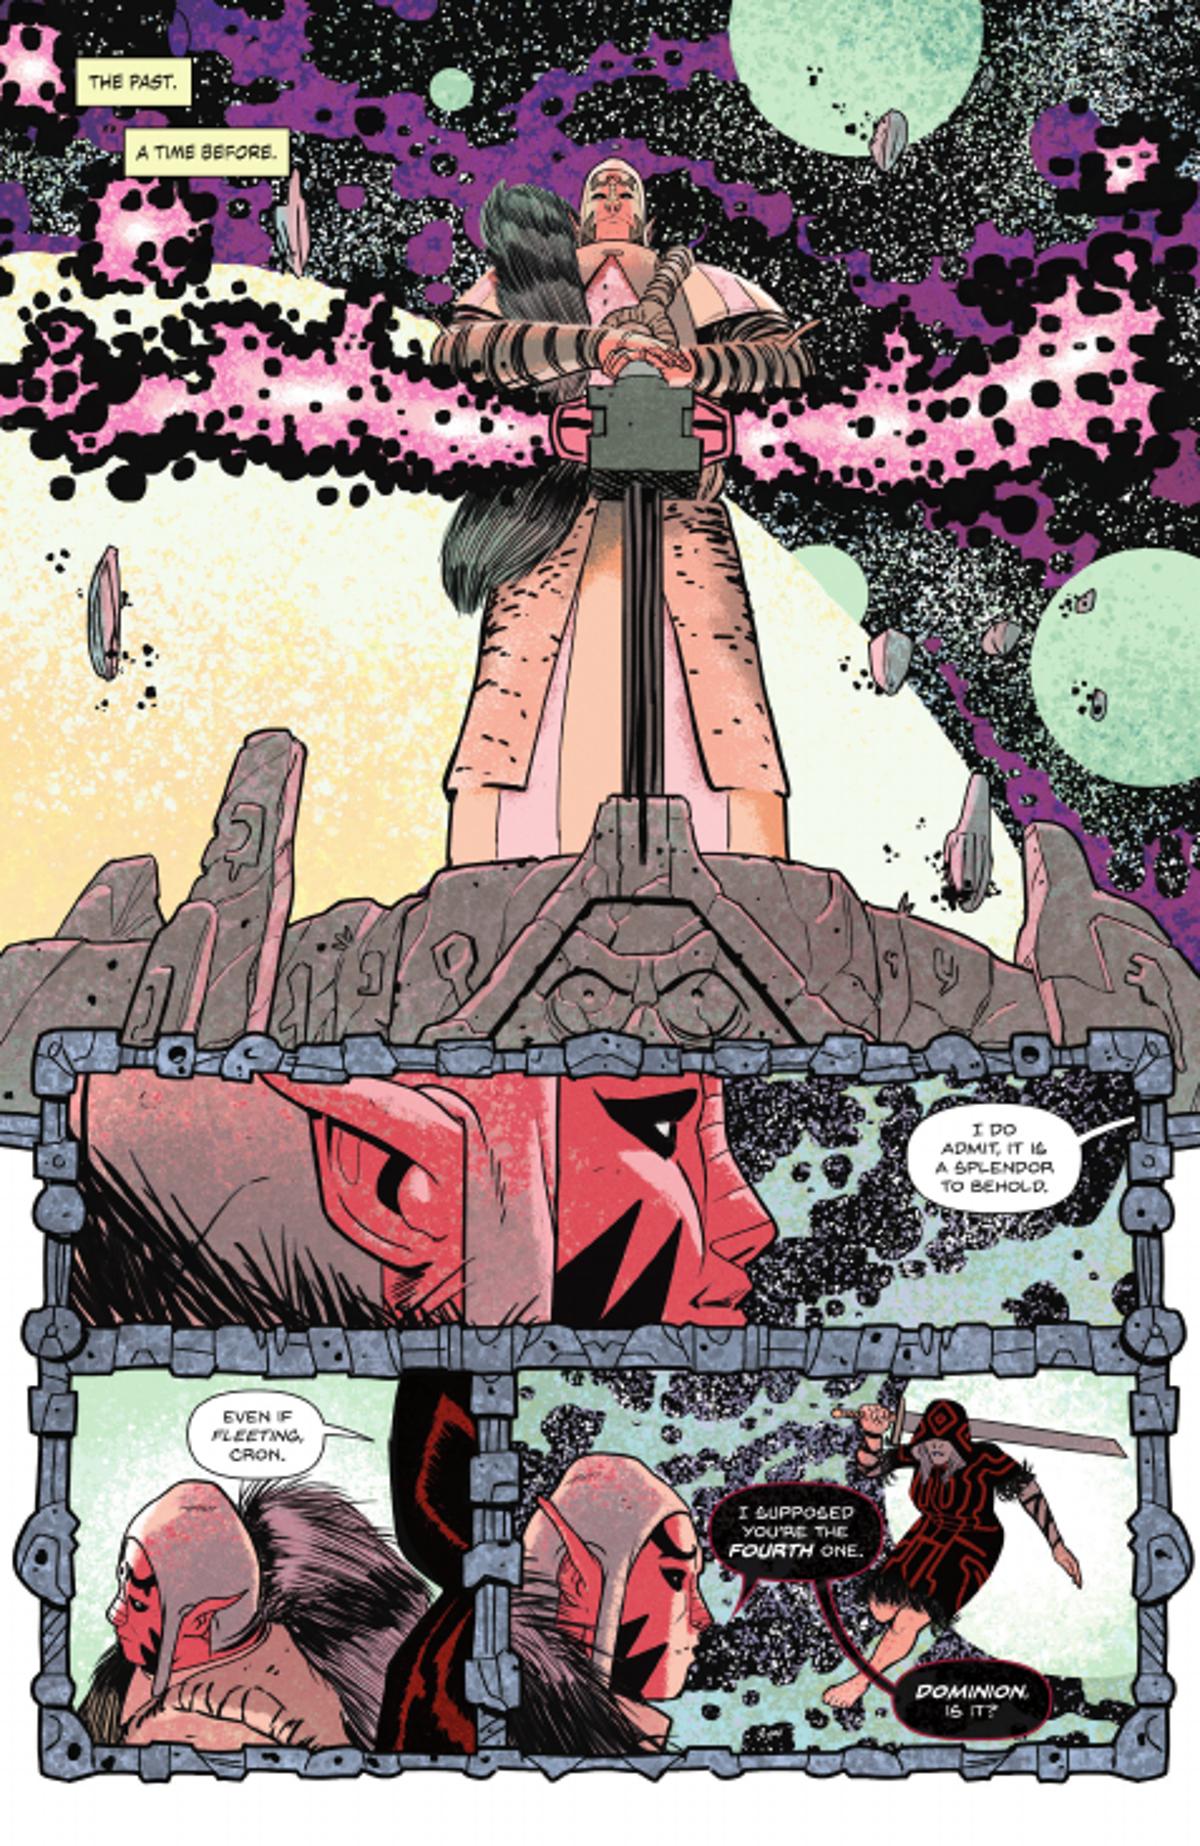 THE PAST.
A TIME BEFORE.
I DO
ADMIT, IT IS
A SPLENDOR
TO BEHOLD.
EVEN IF
FLEETING,
CRON.
I SUPPOSED
YOU'RE THE
FOURTH ONE.
DOMINION,
IS IT?